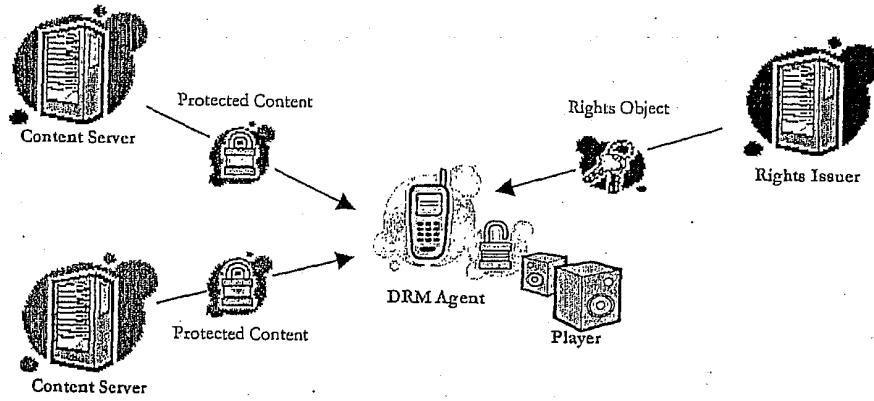 Protected Content
Content Server
Rights Object
Rights Issuer
DRM Agent
Protected Content
Player
Content Server